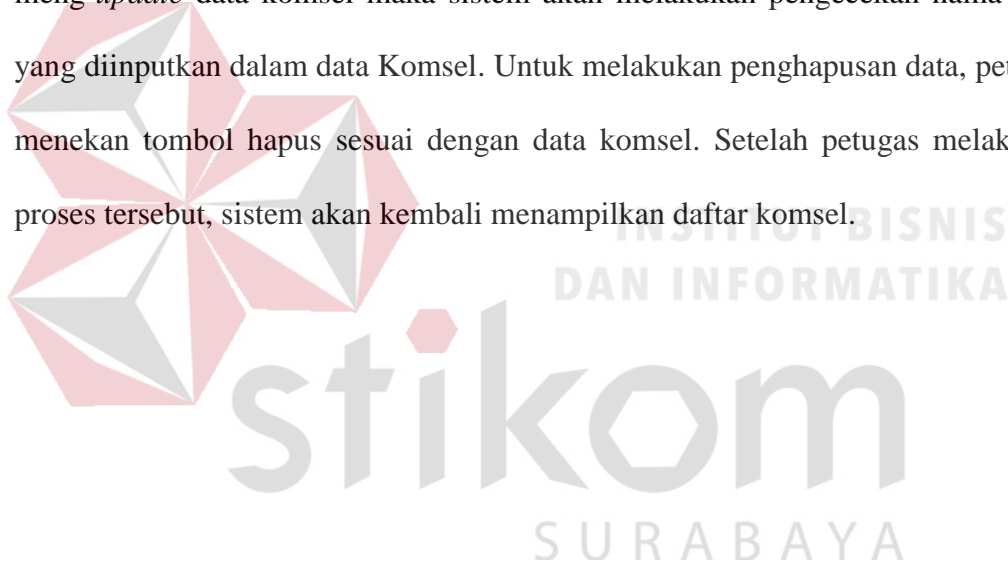 meng-update data komsel maka sistem akan melakukan pengecekan nama
yang diinputkan dalam data Komsel. Untuk melakukan penghapusan data,
menekan tombol hapus sesuai dengan data komsel. Setelah petugas
proses tersebut, sistem akan kembali menampilkan daftar komsel.
INSTITUT BISNIS
DAN INFORMATIKA
stikom
SURABAYA